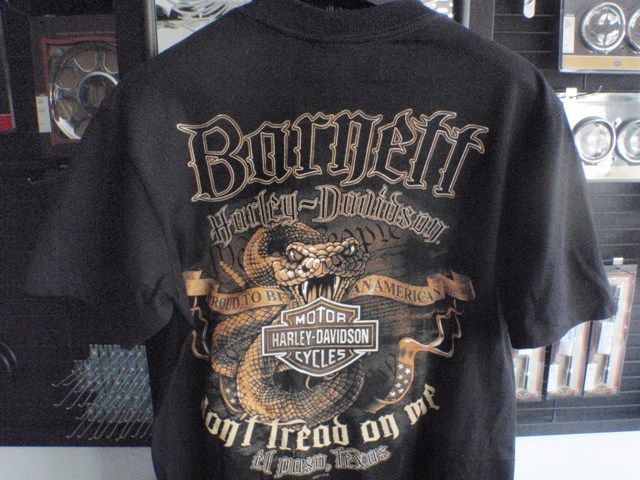 Barnett
Harley-Davidson
PROUD TO BE AN AMERICAN
MOTOR
HARLEY-DAVIDSON
CYCLES
Don't tread on me
El Paso, Texas